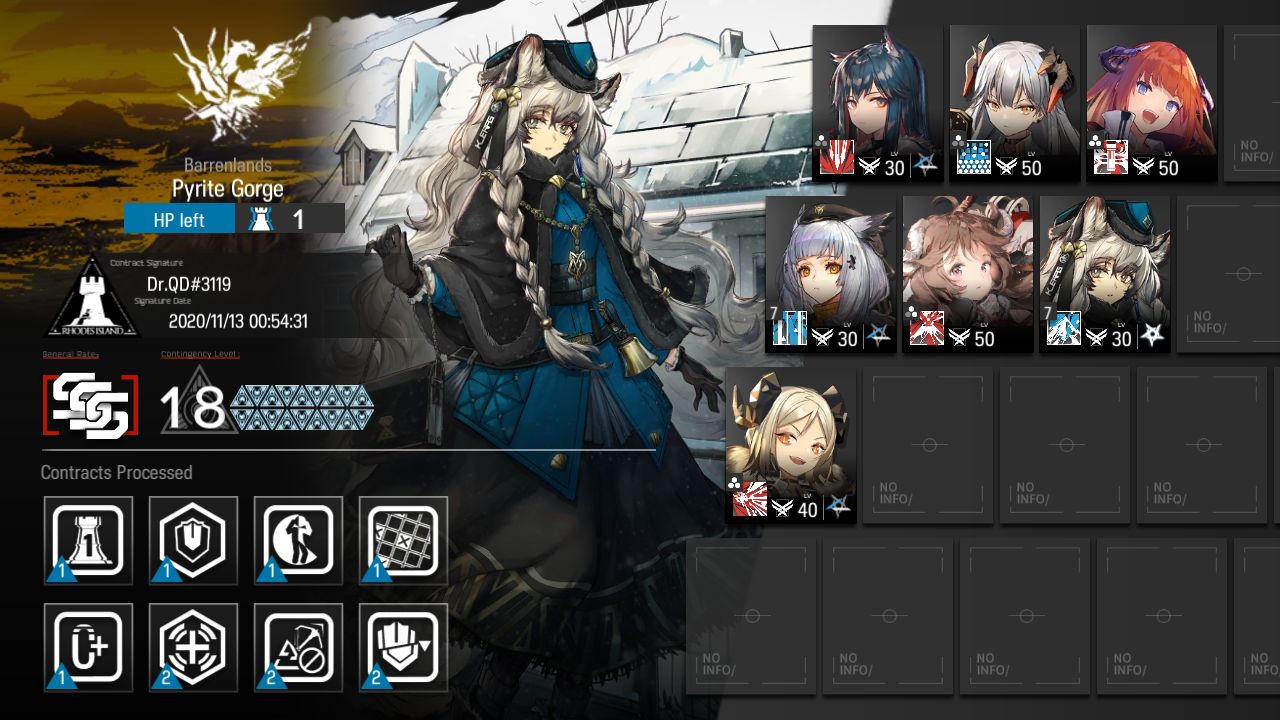 Barrenlands
Pyrite Gorge
HP left 1
Contract Signature
Dr.QD#3119
Signature Date
2020/11/13 00:54:31
RHODES ISLAND
General Rate:
Contingency Level:
18
Contracts Processed
1 1 1 1
1 2 2 2
LV 30
LV 50
LV 50
NO INFO/
7 LV 30
LV 50
7 LV 30
NO INFO/
LV 40
NO INFO/
NO INFO/
NO INFO/
NO INFO/
NO INFO/
NO INFO/
NO INFO/
NO INFO/